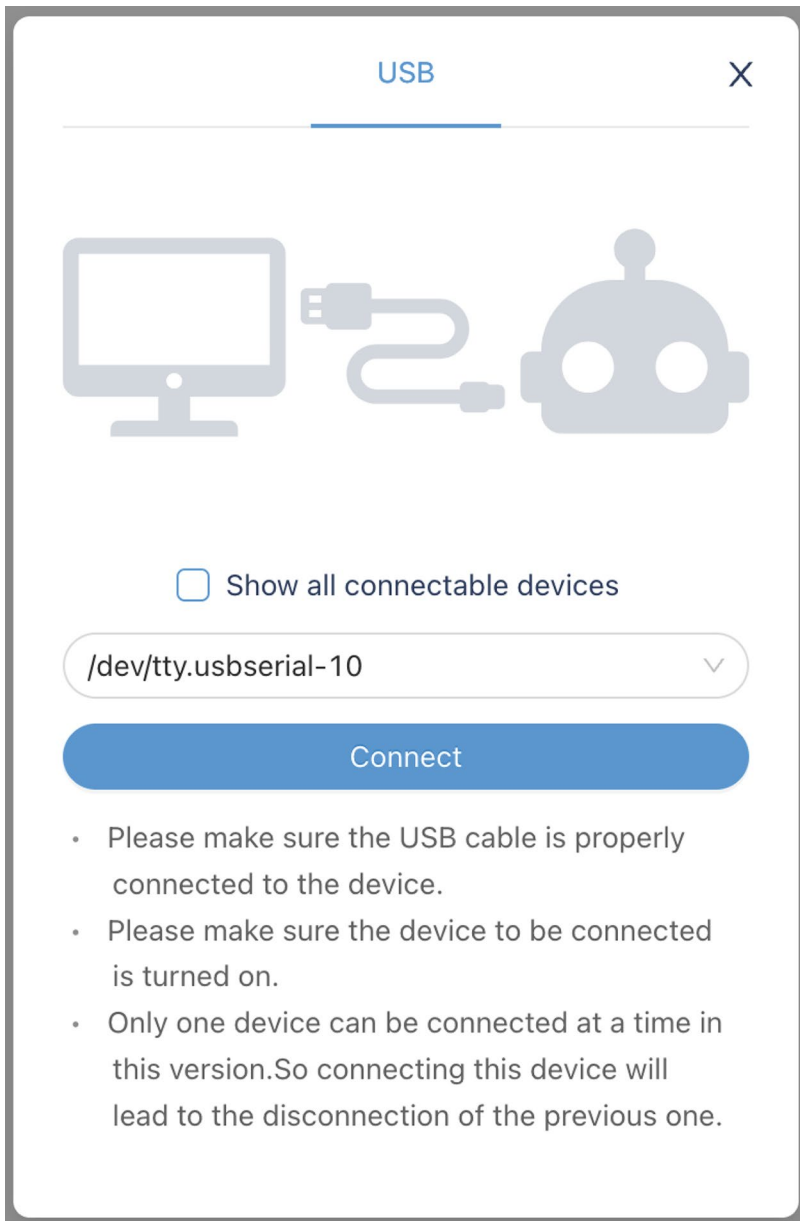 USB
X
Show all connectable devices
/dev/tty.usbserial-10
Connect
• Please make sure the USB cable is properly
connected to the device.
• Please make sure the device to be connected
is turned on.
• Only one device can be connected at a time in
this version.So connecting this device will
lead to the disconnection of the previous one.